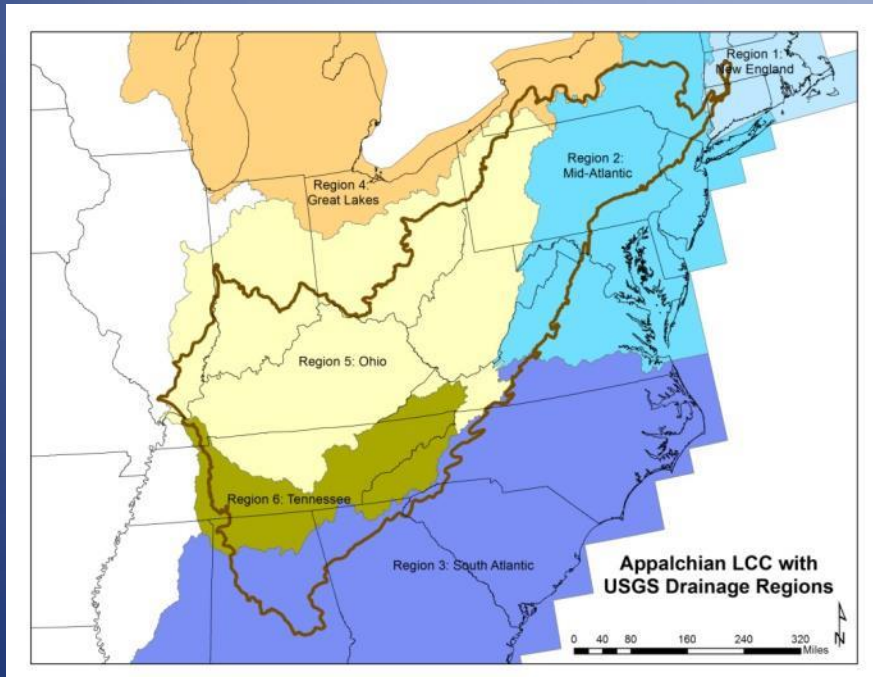 Region 1:
New England
Region 2:
Mid-Atlantic
Region 4:
Great Lakes
Region 5: Ohio
Region 6: Tennessee
Region 3: South Atlantic
Appalchian LCC with
USGS Drainage Regions
N
0 40 80 160 240 320
Miles